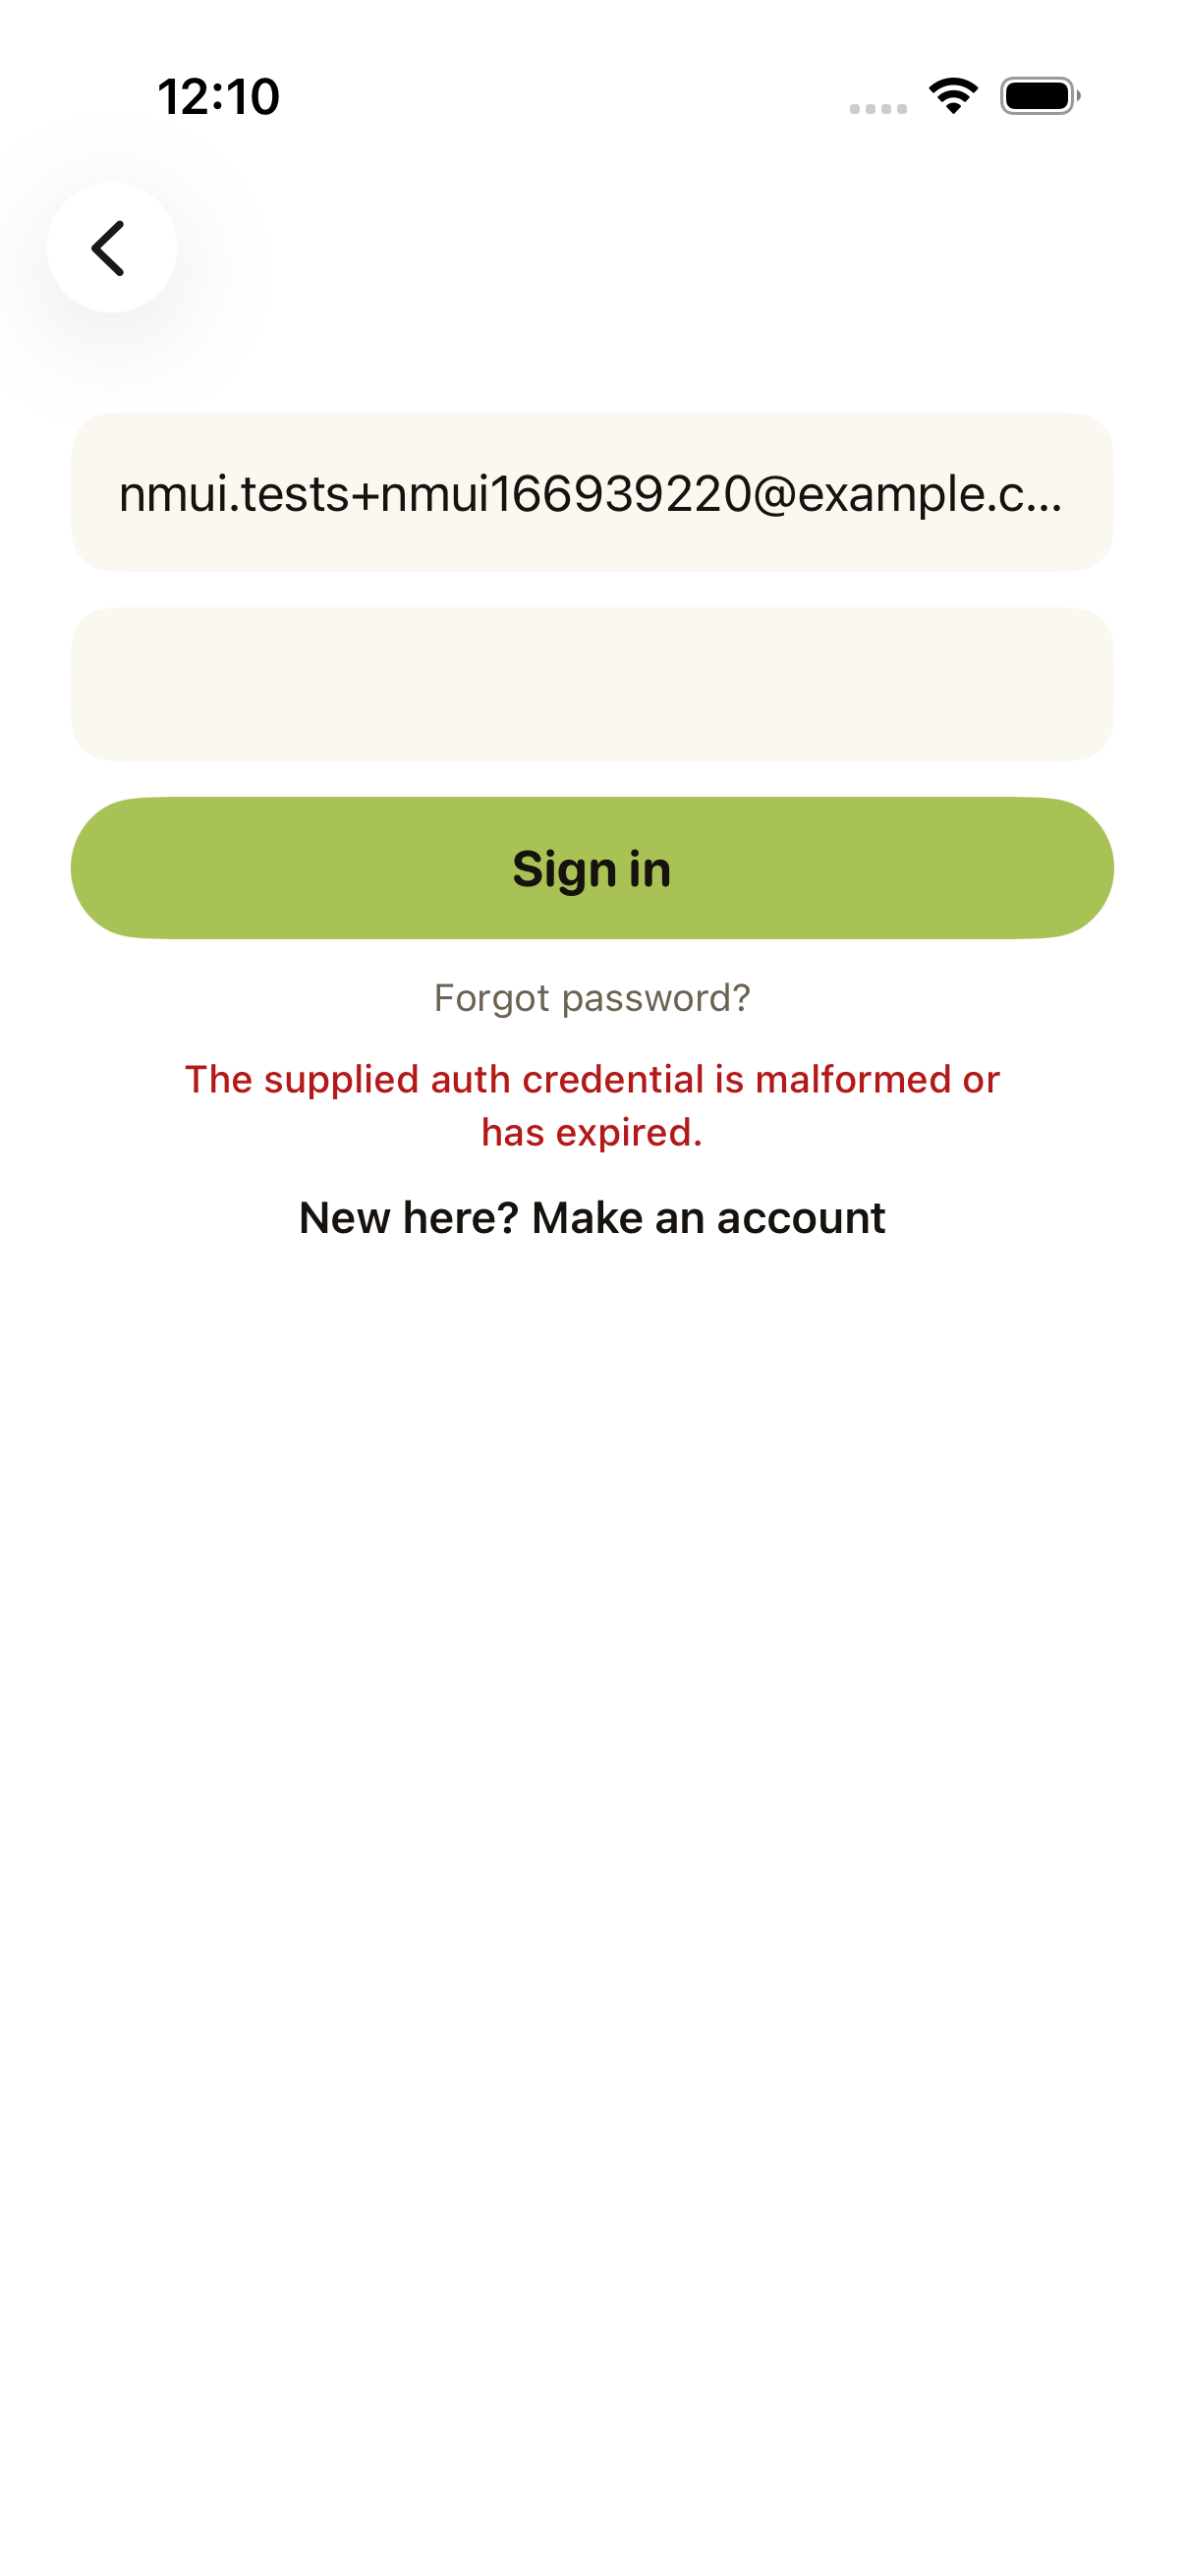 12:10
nmui.tests+nmui166939220@example.c...
Sign in
Forgot password?
The supplied auth credential is malformed or
has expired.
New here? Make an account